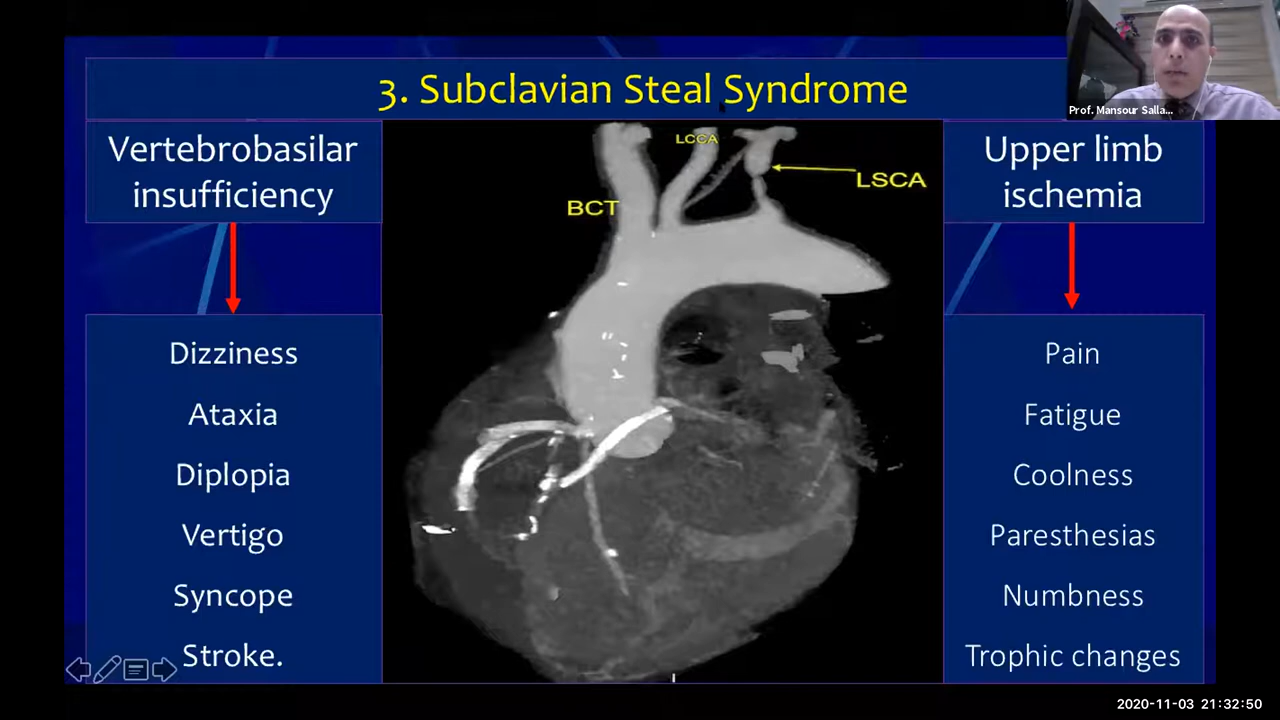 3. Subclavian Steal Syndrome
Prof. Mansour Salla...
Vertebrobasilar
insufficiency
Dizziness
Ataxia
Diplopia
Vertigo
Syncope
Stroke.
LCCA
LSCA
BCT
Upper limb
ischemia
Pain
Fatigue
Coolness
Paresthesias
Numbness
Trophic changes
2020-11-03 21:32:50